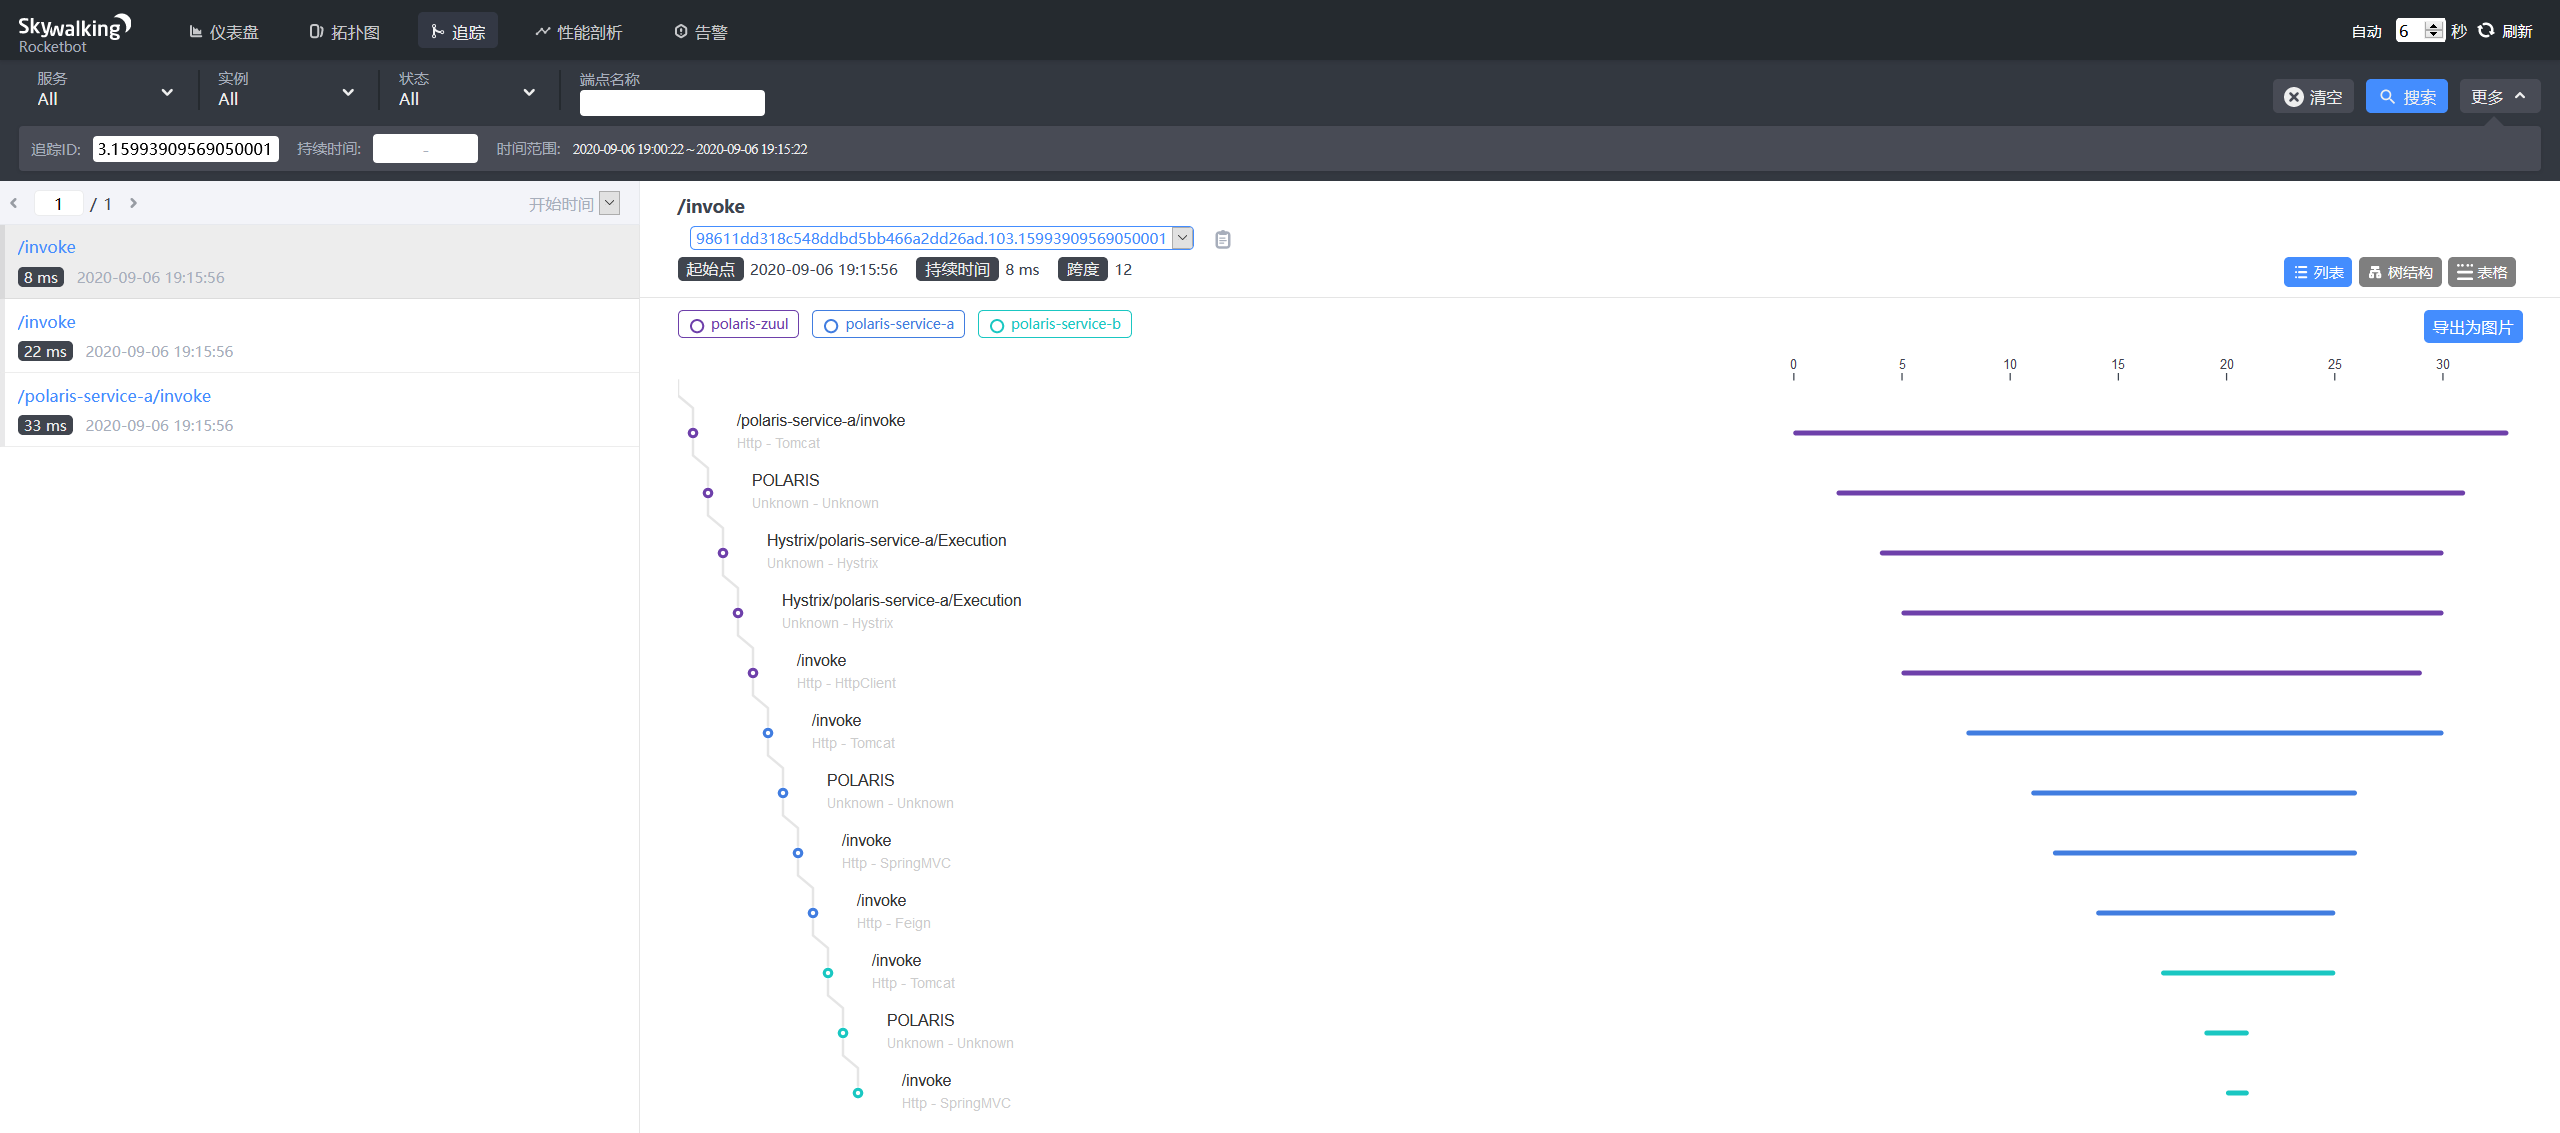 Skywalking
Rocketbot
仪表盘
拓扑图
追踪
性能剖析
告警
自动 6 秒 刷新
服务
All
实例
All
状态
All
端点名称
清空
搜索
更多
追踪ID: 3.15993909569050001 持续时间: - 时间范围: 2020-09-06 19:00:22 ~ 2020-09-06 19:15:22
1 / 1
开始时间
/invoke
8 ms 2020-09-06 19:15:56
/invoke
22 ms 2020-09-06 19:15:56
/polaris-service-a/invoke
33 ms 2020-09-06 19:15:56
/invoke
98611dd318c548ddbd5bb466a2dd26ad.103.15993909569050001
起始点 2020-09-06 19:15:56 持续时间 8 ms 跨度 12
列表 树结构 表格
polaris-zuul polaris-service-a polaris-service-b
导出为图片
0 5 10 15 20 25 30
/polaris-service-a/invoke
Http - Tomcat
POLARIS
Unknown - Unknown
Hystrix/polaris-service-a/Execution
Unknown - Hystrix
Hystrix/polaris-service-a/Execution
Unknown - Hystrix
/invoke
Http - HttpClient
/invoke
Http - Tomcat
POLARIS
Unknown - Unknown
/invoke
Http - SpringMVC
/invoke
Http - Feign
/invoke
Http - Tomcat
POLARIS
Unknown - Unknown
/invoke
Http - SpringMVC